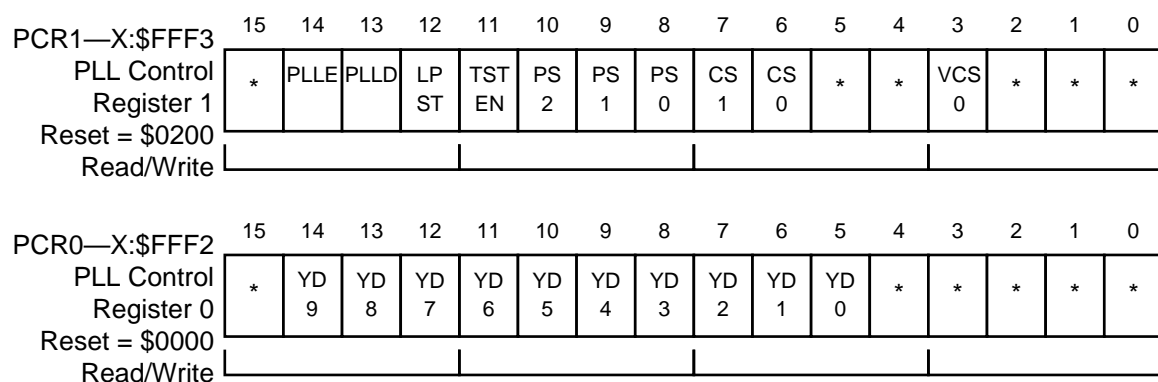 15 14 13 12 11 10 9 8 7 6 5 4 3 2 1 0
PCR1—X:$FFF3
PLL Control
Register 1
Reset = $0200
Read/Write
* PLLE PLLD LP TST PS PS PS CS CS * * VCS * * *
ST EN 2 1 0 1 0 0
15 14 13 12 11 10 9 8 7 6 5 4 3 2 1 0
PCR0—X:$FFF2
PLL Control
Register 0
Reset = $0000
Read/Write
* YD YD YD YD YD YD YD YD YD YD * * * * *
9 8 7 6 5 4 3 2 1 0